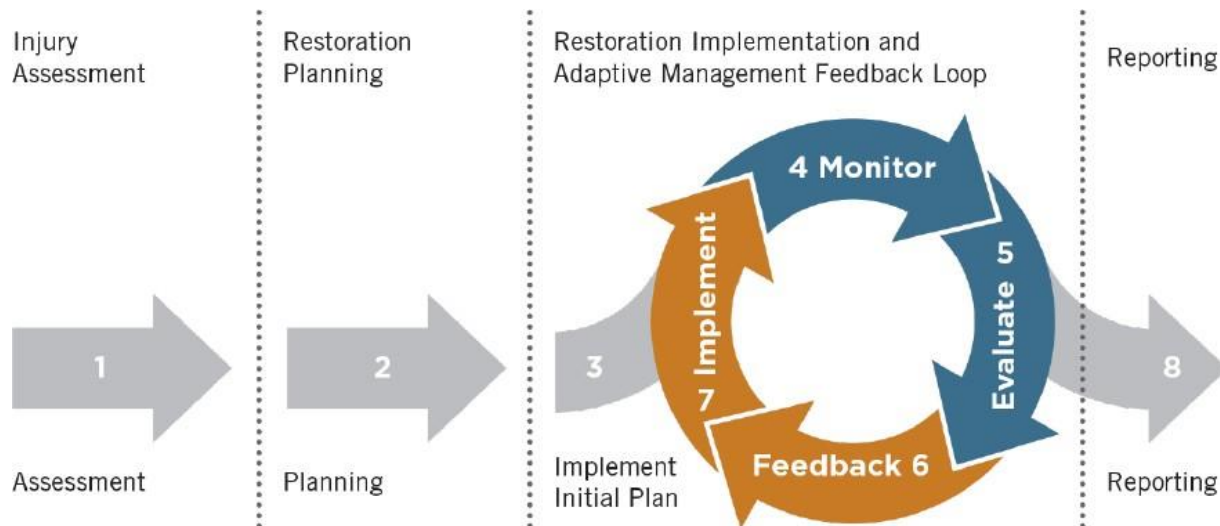 Injury
Assessment
Restoration
Planning
Restoration Implementation and
Adaptive Management Feedback Loop
Reporting
1
2
3
4 Monitor
5
Evaluate
Feedback 6
7 Implement
8
Assessment
Planning
Implement
Initial Plan
Reporting